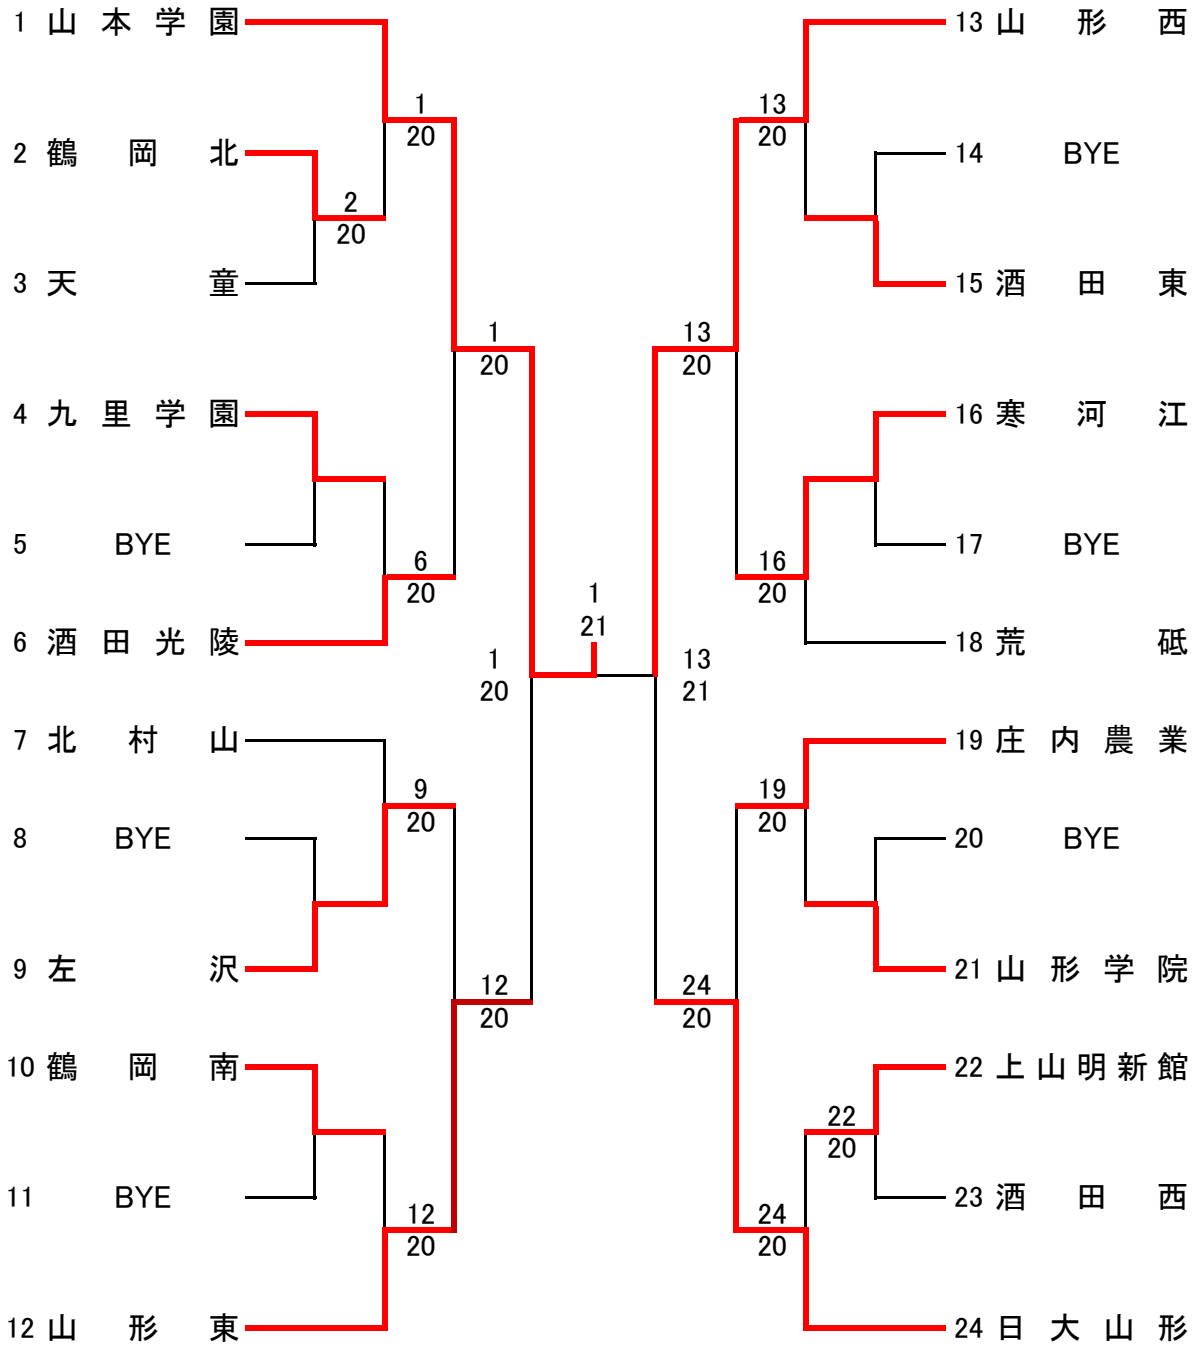 1 山本学園
1
20
2 鶴岡北
2
20
3 天童
1
20
4 九里学園
5 BYE
6
20
6 酒田光陵
1
20
7 北村山
9
20
8 BYE
9 左沢
12
20
10 鶴岡南
11 BYE
12
20
12 山形東
1
21
13 山形西
13
20
14 BYE
15 酒田東
13
20
16 寒河江
17 BYE
16
20
18 荒砥
13
21
19 庄内農業
19
20
20 BYE
21 山形学院
24
20
22 上山明新館
22
20
23 酒田西
24
20
24 日大山形